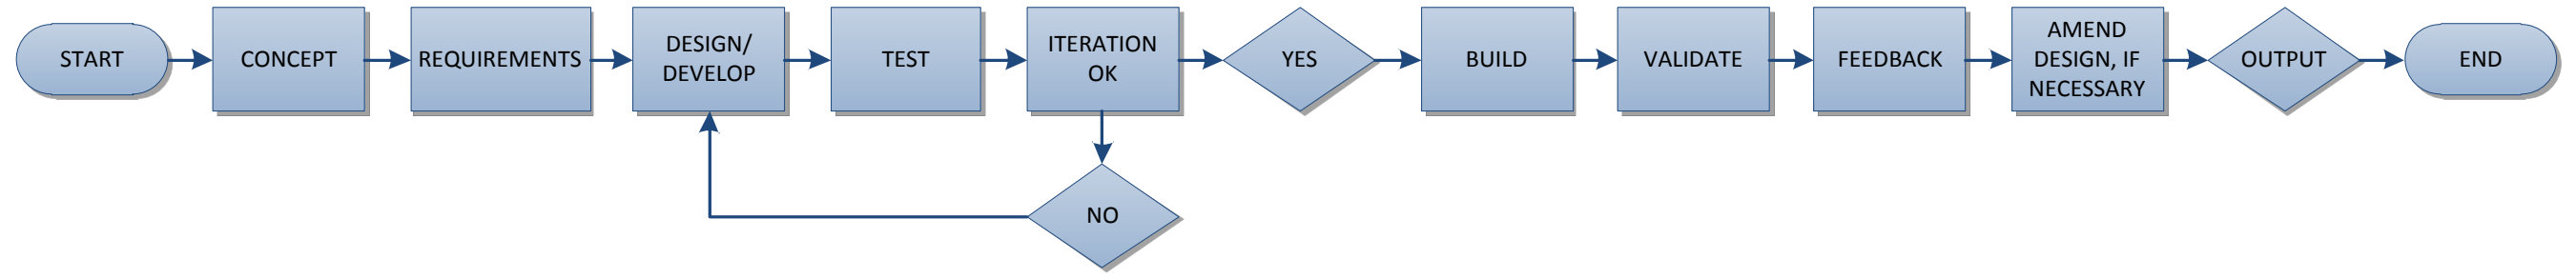 START
CONCEPT
REQUIREMENTS
DESIGN/
DEVELOP
TEST
ITERATION
OK
YES
BUILD
VALIDATE
FEEDBACK
AMEND
DESIGN, IF
NECESSARY
OUTPUT
END
NO